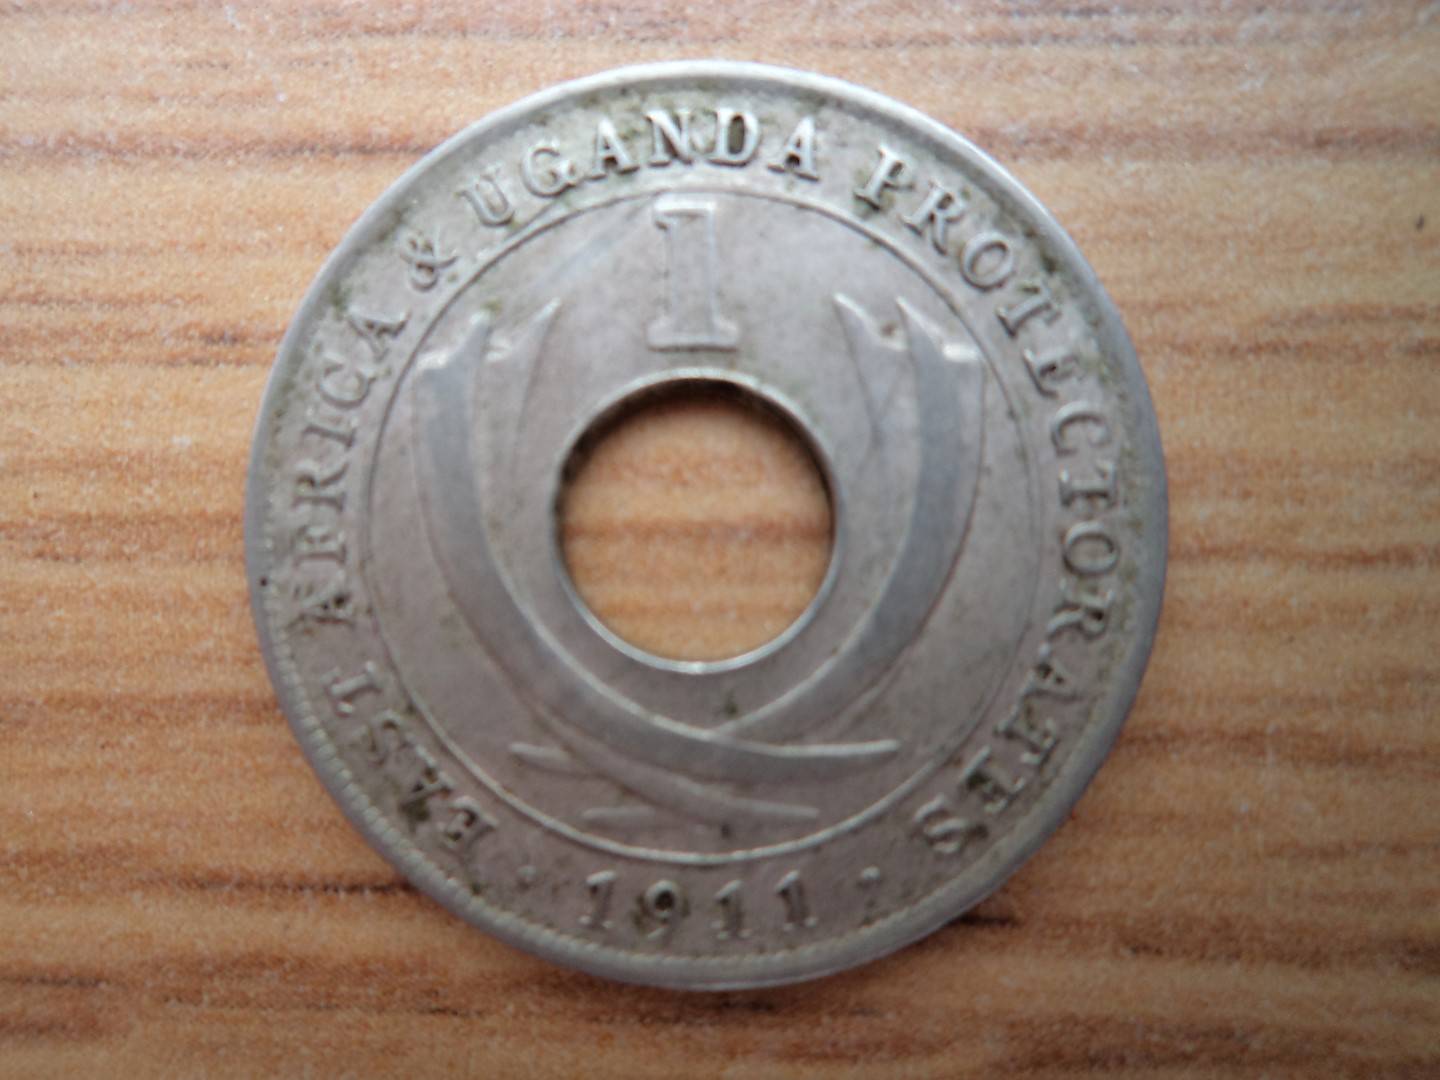 EAST AFRICA & UGANDA PROTECTORATES
1
· 1911 ·